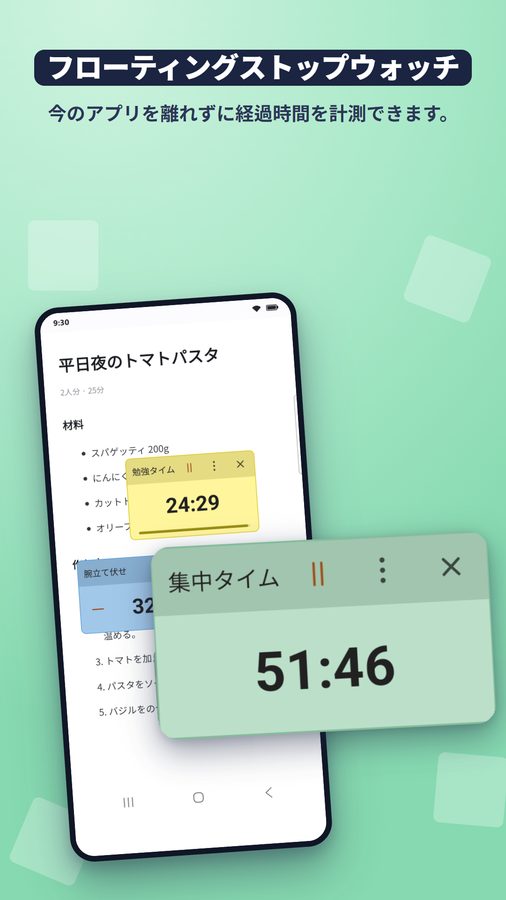 フローティングストップウォッチ
今のアプリを離れずに経過時間を計測できます。
9:30
平日夜のトマトパスタ
2人分・25分
材料
スパゲッティ 200g
にんにく
カット
オリーブ
勉強タイム
24:29
作
腕立て伏せ
32
集中タイム
51:46
温める。
3. トマトを加
4. パスタをソー
5. バジルをの